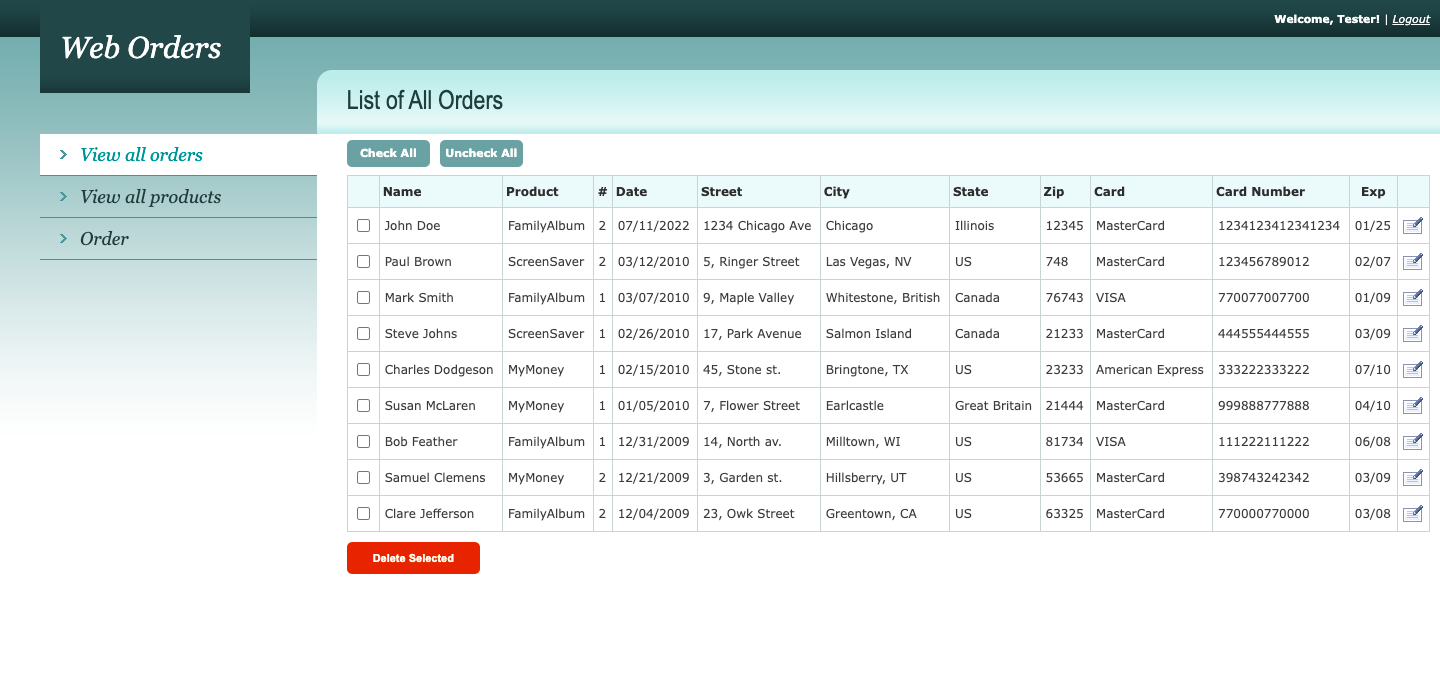 Welcome, Tester! | Logout
Web Orders
List of All Orders
View all orders
View all products
Order
Check All Uncheck All
Name Product # Date Street City State Zip Card Card Number Exp
John Doe FamilyAlbum 2 07/11/2022 1234 Chicago Ave Chicago Illinois 12345 MasterCard 1234123412341234 01/25
Paul Brown ScreenSaver 2 03/12/2010 5, Ringer Street Las Vegas, NV US 748 MasterCard 123456789012 02/07
Mark Smith FamilyAlbum 1 03/07/2010 9, Maple Valley Whitestone, British Canada 76743 VISA 770077007700 01/09
Steve Johns ScreenSaver 1 02/26/2010 17, Park Avenue Salmon Island Canada 21233 MasterCard 444555444555 03/09
Charles Dodgeson MyMoney 1 02/15/2010 45, Stone st. Bringtone, TX US 23233 American Express 333222333222 07/10
Susan McLaren MyMoney 1 01/05/2010 7, Flower Street Earlcastle Great Britain 21444 MasterCard 999888777888 04/10
Bob Feather FamilyAlbum 1 12/31/2009 14, North av. Milltown, WI US 81734 VISA 111222111222 06/08
Samuel Clemens MyMoney 2 12/21/2009 3, Garden st. Hillsberry, UT US 53665 MasterCard 398743242342 03/09
Clare Jefferson FamilyAlbum 2 12/04/2009 23, Owk Street Greentown, CA US 63325 MasterCard 770000770000 03/08
Delete Selected